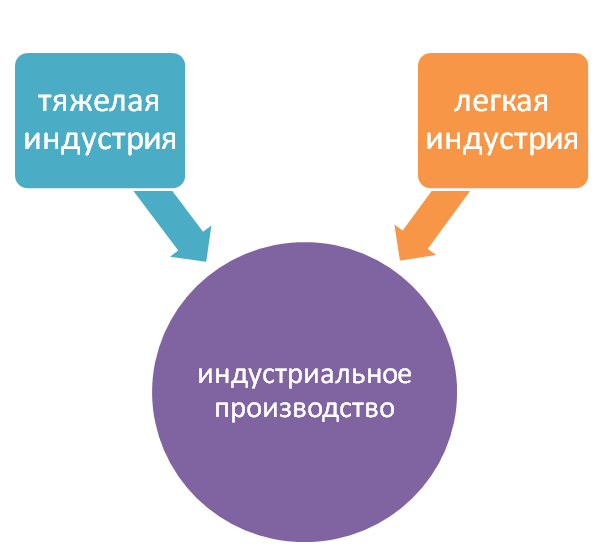 тяжелая
индустрия
легкая
индустрия
индустриальное
производство